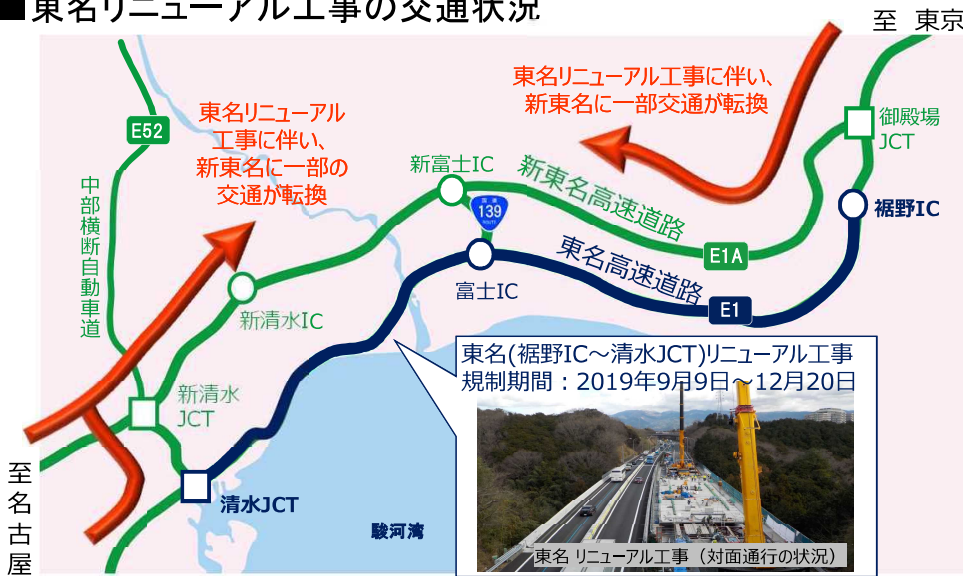 ■東名リニューアル工事の交通状況
至 東京
東名リニューアル工事に伴い、
新東名に一部交通が転換
東名リニューアル
工事に伴い、
新東名に一部の
交通が転換
E52
中部横断自動車道
御殿場
JCT
新富士IC
国道
139
ROUTE
新東名高速道路
E1A
裾野IC
富士IC
東名高速道路
E1
新清水IC
新清水
JCT
清水JCT
駿河湾
至名古屋
東名(裾野IC～清水JCT)リニューアル工事
規制期間：2019年9月9日～12月20日
東名 リニューアル工事（対面通行の状況）